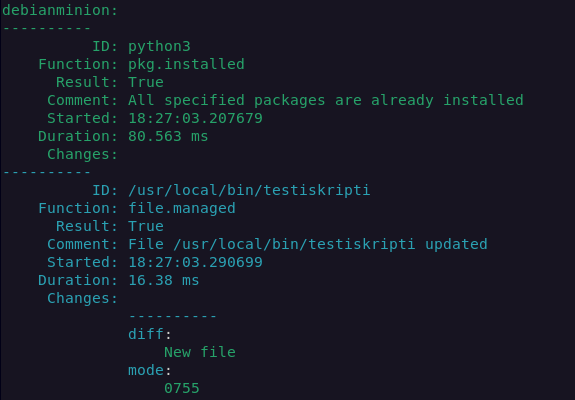 debianminion:
----------
          ID: python3
    Function: pkg.installed
      Result: True
     Comment: All specified packages are already installed
     Started: 18:27:03.207679
    Duration: 80.563 ms
     Changes:
----------
          ID: /usr/local/bin/testiskripti
    Function: file.managed
      Result: True
     Comment: File /usr/local/bin/testiskripti updated
     Started: 18:27:03.290699
    Duration: 16.38 ms
     Changes:
              ----------
              diff:
                  New file
              mode:
                  0755